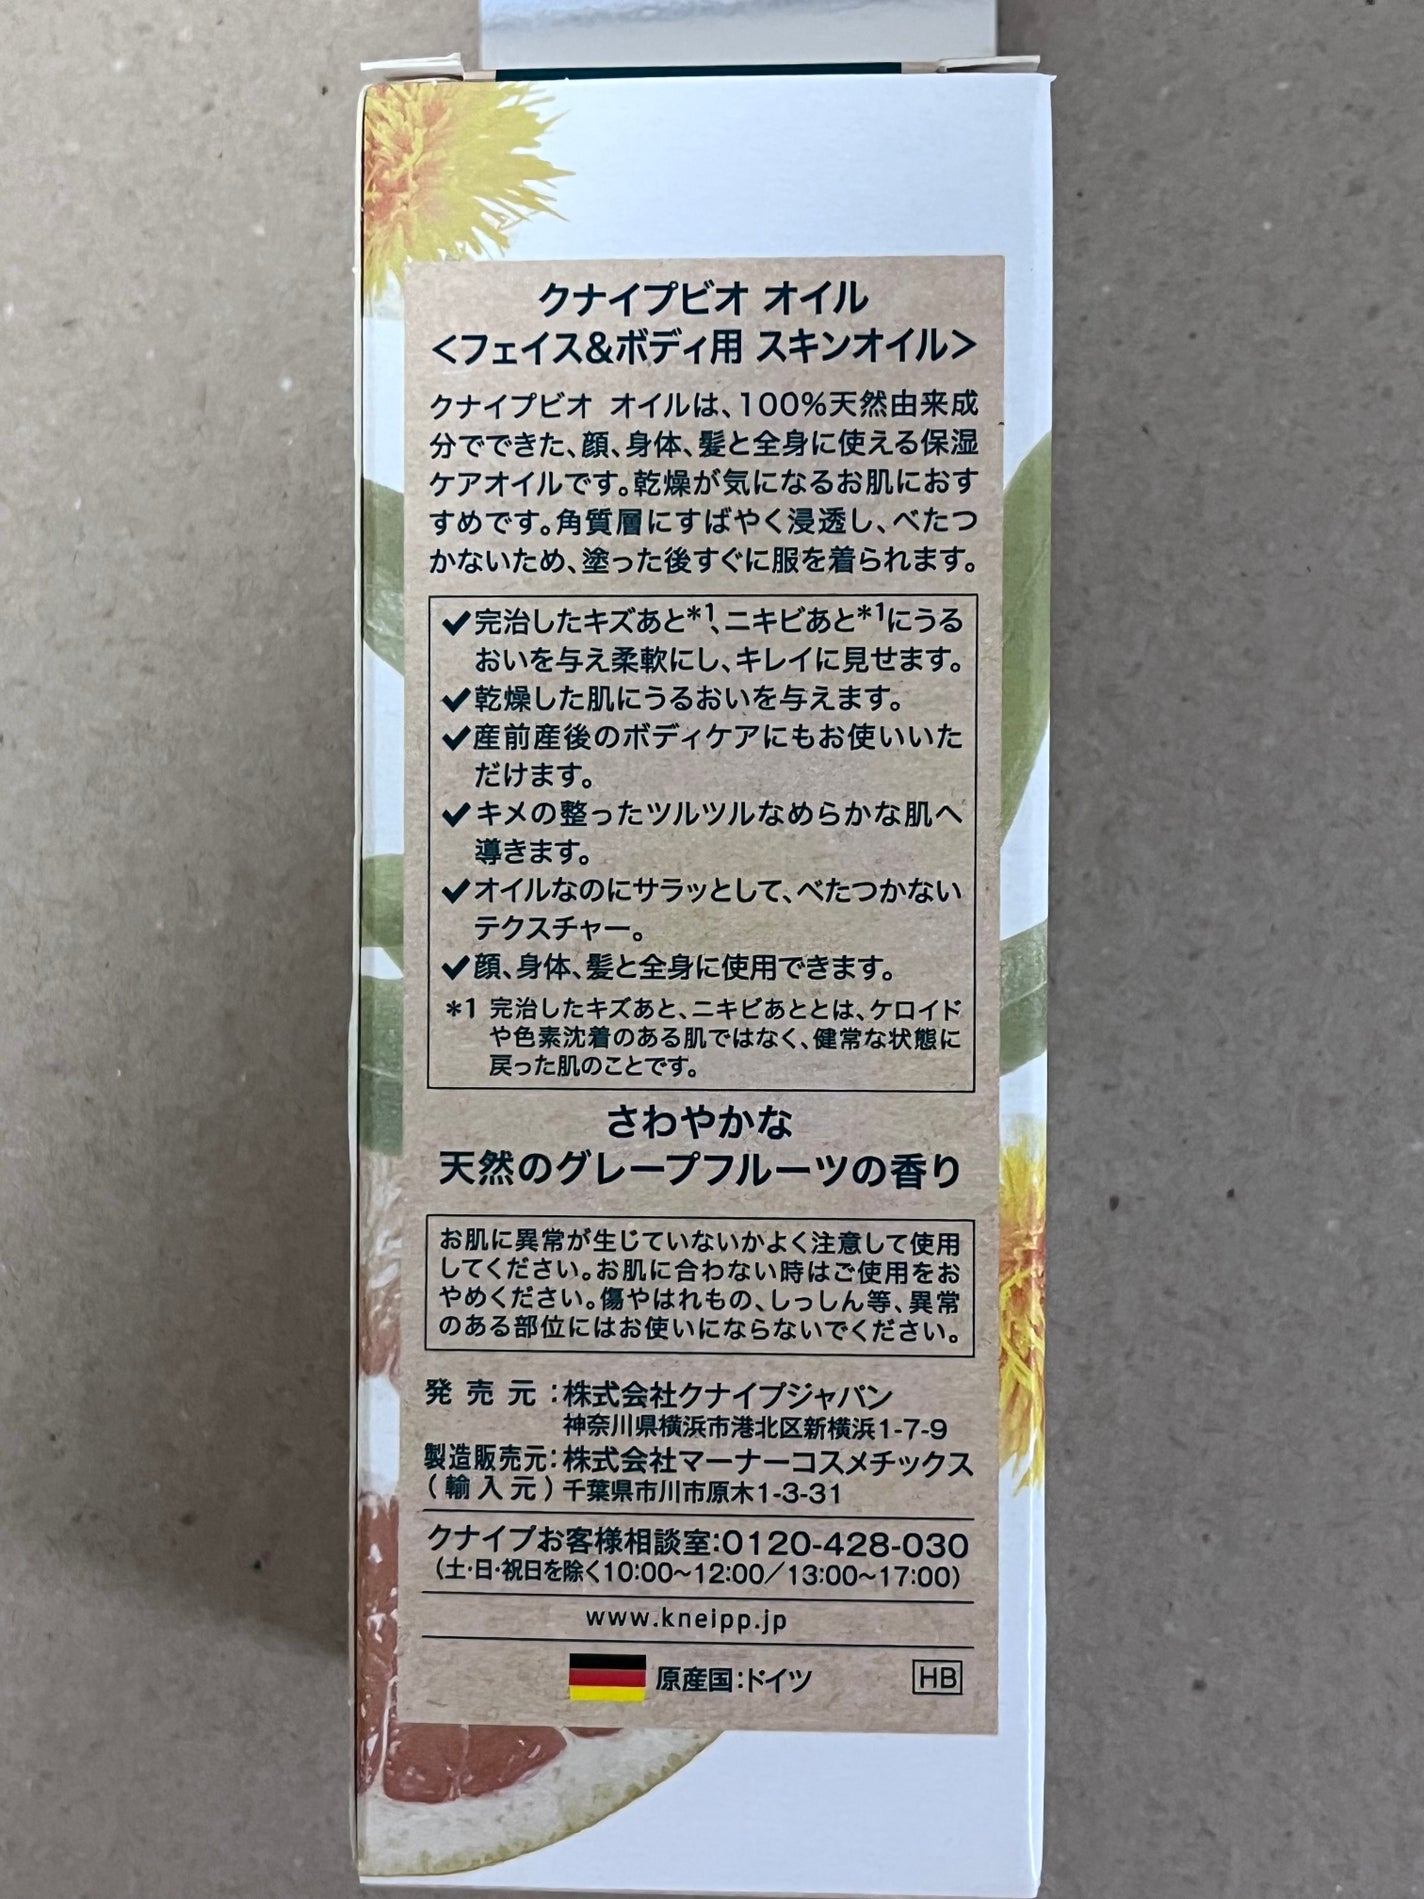 クナイプビオ オイル
<フェイス&ボディ用 スキンオイル>
クナイプビオ オイルは、100%天然由来成
分でできた、顔、身体、髪と全身に使える保湿
ケアオイルです。乾燥が気になるお肌におす
すめです。角質層にすばやく浸透し、べたつ
かないため、塗った後すぐに服を着られます。
✓完治したキズあと*1、ニキビあと*1にうる
おいを与え柔軟にし、キレイに見せます。
✓乾燥した肌にうるおいを与えます。
✓産前産後のボディケアにもお使いいた
だけます。
✓キメの整ったツルツルなめらかな肌へ
導きます。
✓オイルなのにサラッとして、べたつかない
テクスチャー。
✓顔、身体、髪と全身に使用できます。
*1 完治したキズあと、ニキビあととは、ケロイド
や色素沈着のある肌ではなく、健常な状態に
戻った肌のことです。
さわやかな
天然のグレープフルーツの香り
お肌に異常が生じていないかよく注意して使用
してください。お肌に合わない時はご使用をお
やめください。傷やはれもの、しっしん等、異常
のある部位にはお使いにならないでください。
発売元:株式会社クナイプジャパン
神奈川県横浜市港北区新横浜1-7-9
製造販売元:株式会社マーナーコスメチックス
(輸入元)千葉県市川市原木1-3-31
クナイプお客様相談室:0120-428-030
(土・日・祝日を除く10:00~12:00/13:00~17:00)
www.kneipp.jp
原産国:ドイツ HB